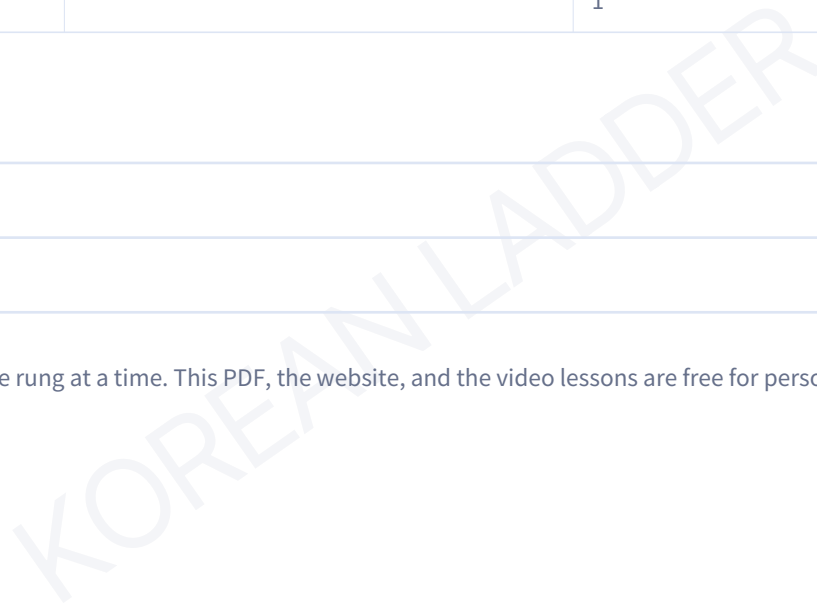 1
e rung at a time. This PDF, the website, and the video lessons are free for perso
KOREAN LADDER